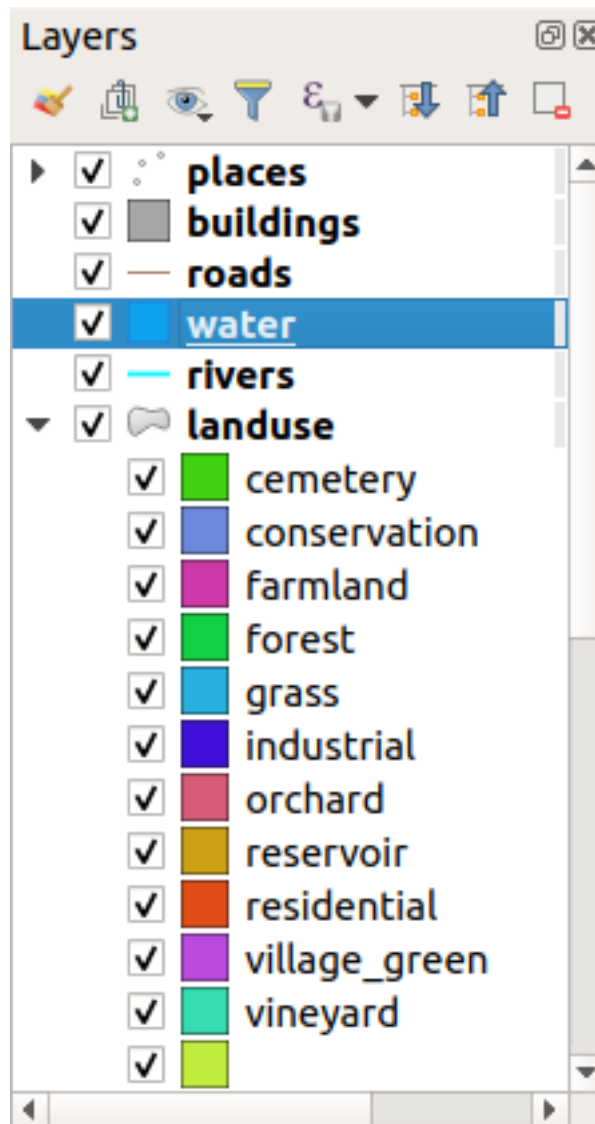 Layers
places
buildings
roads
water
rivers
landuse
cemetery
conservation
farmland
forest
grass
industrial
orchard
reservoir
residential
village_green
vineyard